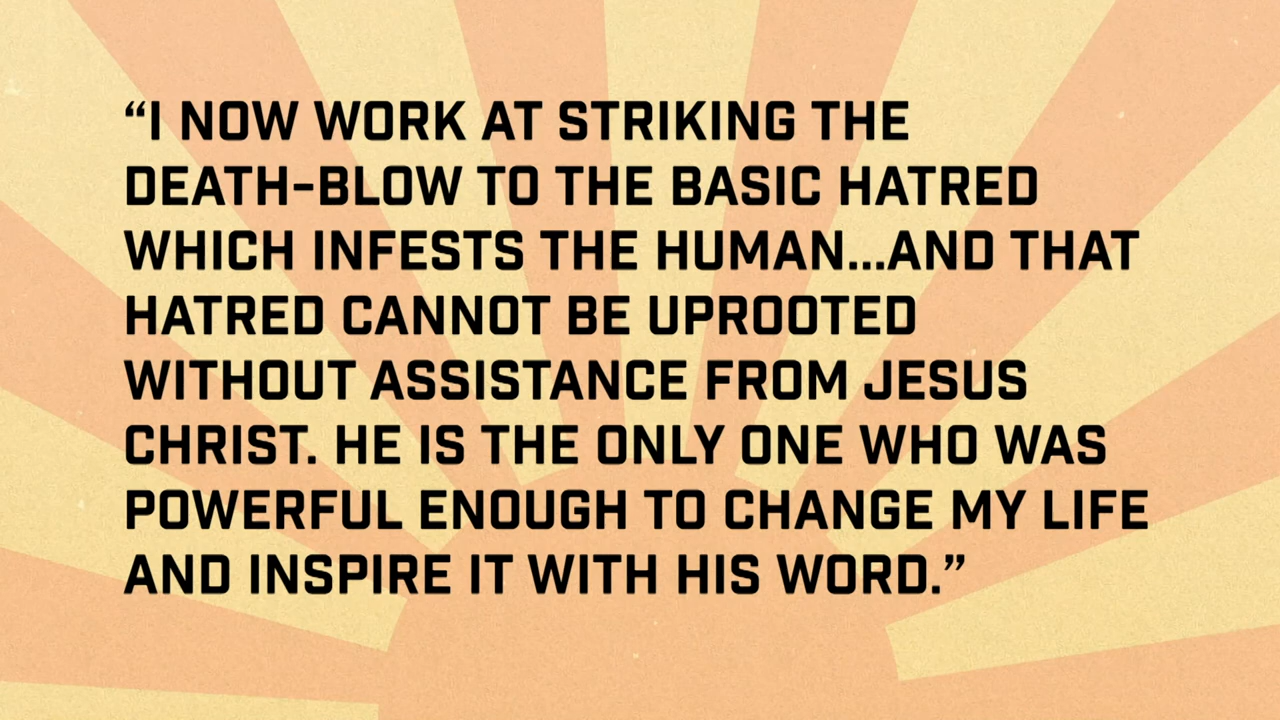 “I NOW WORK AT STRIKING THE
DEATH-BLOW TO THE BASIC HATRED
WHICH INFESTS THE HUMAN...AND THAT
HATRED CANNOT BE UPROOTED
WITHOUT ASSISTANCE FROM JESUS
CHRIST. HE IS THE ONLY ONE WHO WAS
POWERFUL ENOUGH TO CHANGE MY LIFE
AND INSPIRE IT WITH HIS WORD.”